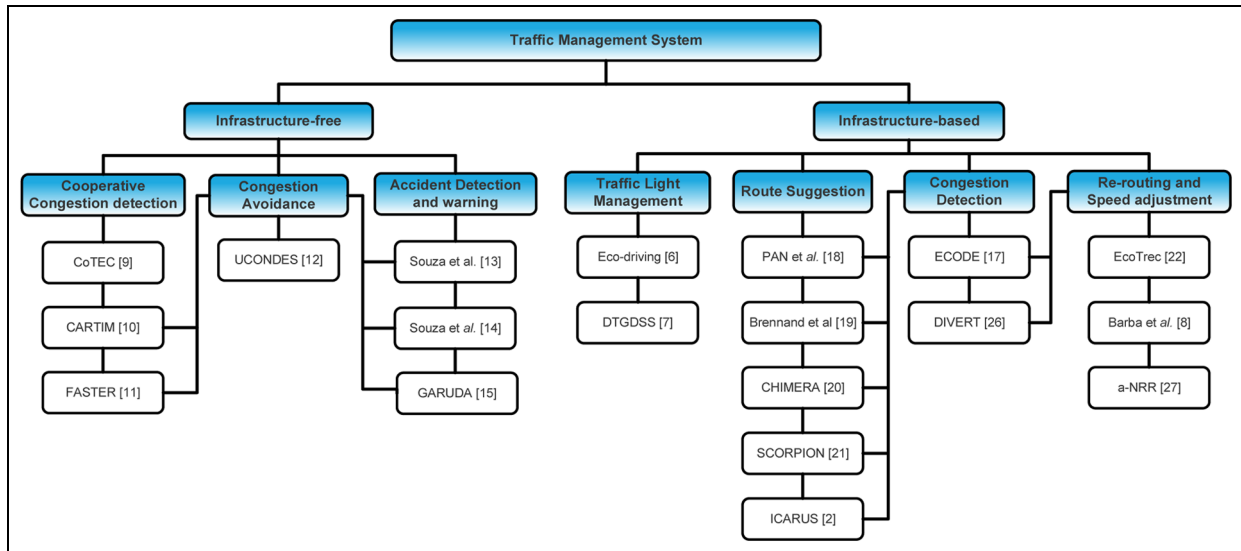 Traffic Management System
Infrastructure-free
Infrastructure-based
Cooperative
Congestion detection
Congestion
Avoidance
Accident Detection
and warning
Traffic Light
Management
Route Suggestion
Congestion
Detection
Re-routing and
Speed adjustment
CoTEC [9]
CARTIM [10]
FASTER [11]
UCONDES [12]
Souza et al. [13]
Souza et al. [14]
GARUDA [15]
Eco-driving [6]
DTGDSS [7]
PAN et al. [18]
Brennand et al [19]
CHIMERA [20]
SCORPION [21]
ICARUS [2]
ECODE [17]
DIVERT [26]
EcoTrec [22]
Barba et al. [8]
a-NRR [27]